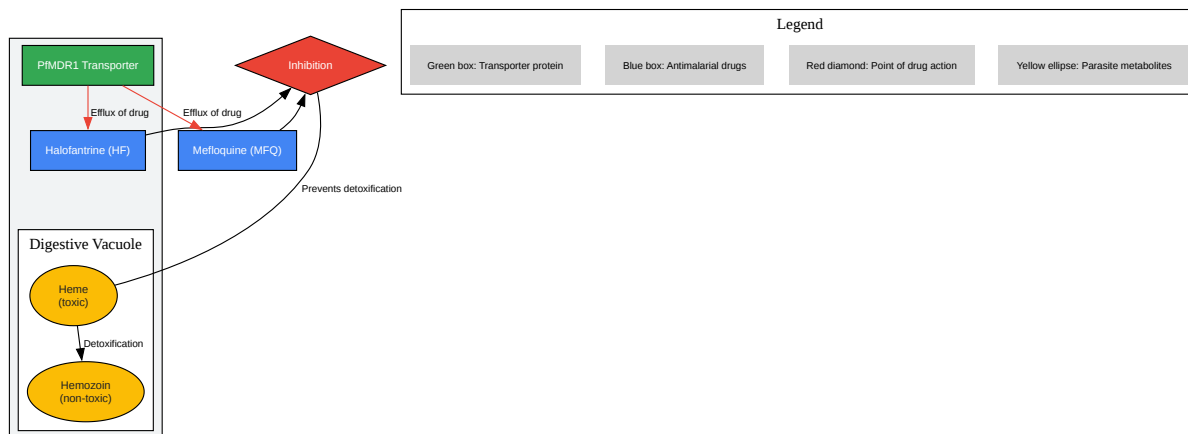 Legend
PfMDR1 Transporter
Inhibition
Green box: Transporter protein
Blue box: Antimalarial drugs
Red diamond: Point of drug action
Yellow ellipse: Parasite metabolites
Efflux of drug
Efflux of drug
Halofantrine (HF)
Mefloquine (MFQ)
Prevents detoxification
Digestive Vacuole
Heme
(toxic)
Detoxification
Hemozoin
(non-toxic)